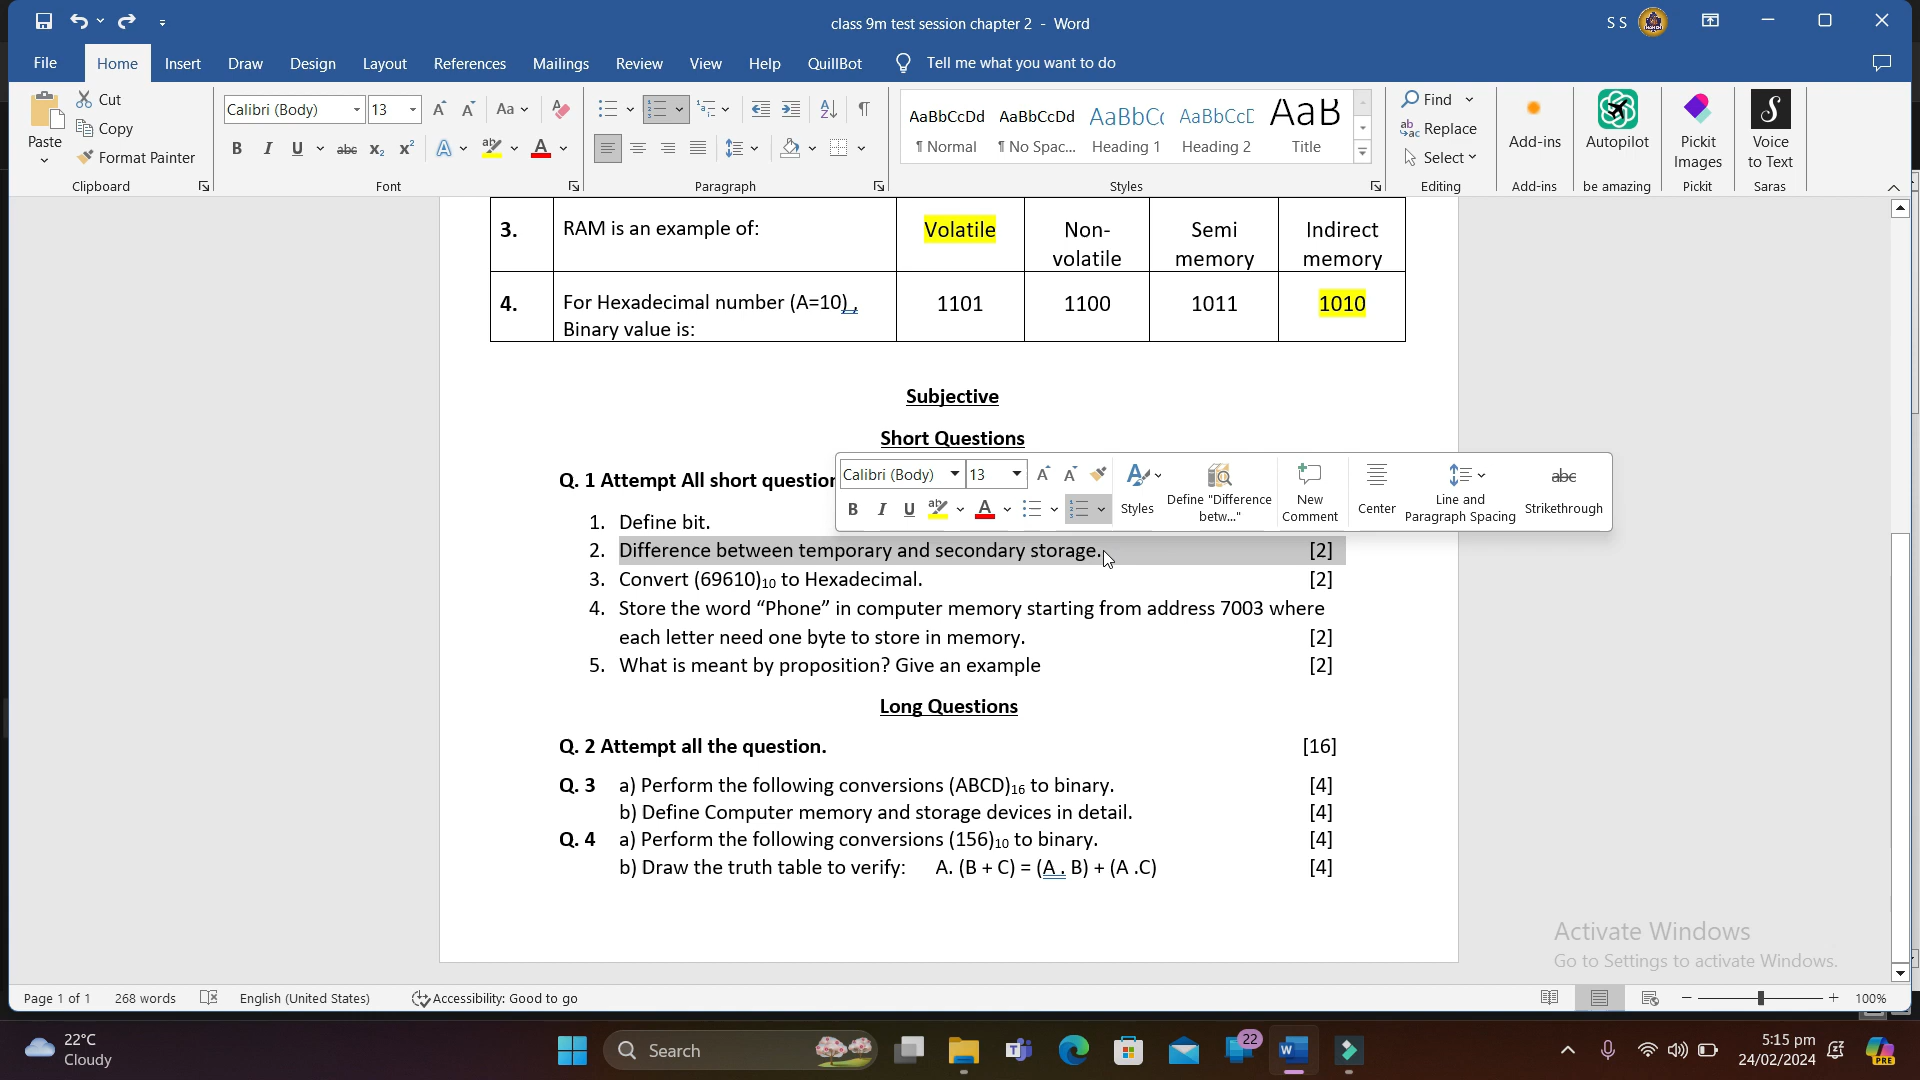 class 9m test session chapter 2 - Word
S S
File Home Insert Draw Design Layout References Mailings Review View Help QuillBot Tell me what you want to do
Paste
Cut
Copy
Format Painter
Clipboard
Calibri (Body) 13
Font
Paragraph
AaBbCcDd AaBbCcDd AaBbC AaBbCcD AaB
¶ Normal ¶ No Spac... Heading 1 Heading 2 Title
Styles
Find
Replace
Select
Editing
Add-ins
Add-ins
Autopilot
be amazing
Pickit
Images
Pickit
Voice
to Text
Saras
3. RAM is an example of: Volatile Non-volatile Semi memory Indirect memory
4. For Hexadecimal number (A=10) ,
Binary value is: 1101 1100 1011 1010
Subjective
Short Questions
Q. 1 Attempt All short question
Calibri (Body) 13
Styles
Define "Difference
betw..."
New
Comment
Center
Line and
Paragraph Spacing
Strikethrough
1. Define bit.
2. Difference between temporary and secondary storage. [2]
3. Convert (69610)10 to Hexadecimal. [2]
4. Store the word “Phone” in computer memory starting from address 7003 where
each letter need one byte to store in memory. [2]
5. What is meant by proposition? Give an example [2]
Long Questions
Q. 2 Attempt all the question. [16]
Q. 3 a) Perform the following conversions (ABCD)16 to binary. [4]
b) Define Computer memory and storage devices in detail. [4]
Q. 4 a) Perform the following conversions (156)10 to binary. [4]
b) Draw the truth table to verify: A. (B + C) = (A . B) + (A .C) [4]
Activate Windows
Go to Settings to activate Windows.
Page 1 of 1 268 words English (United States) Accessibility: Good to go 100%
22°C
Cloudy
Search
22
5:15 pm
24/02/2024
PRE